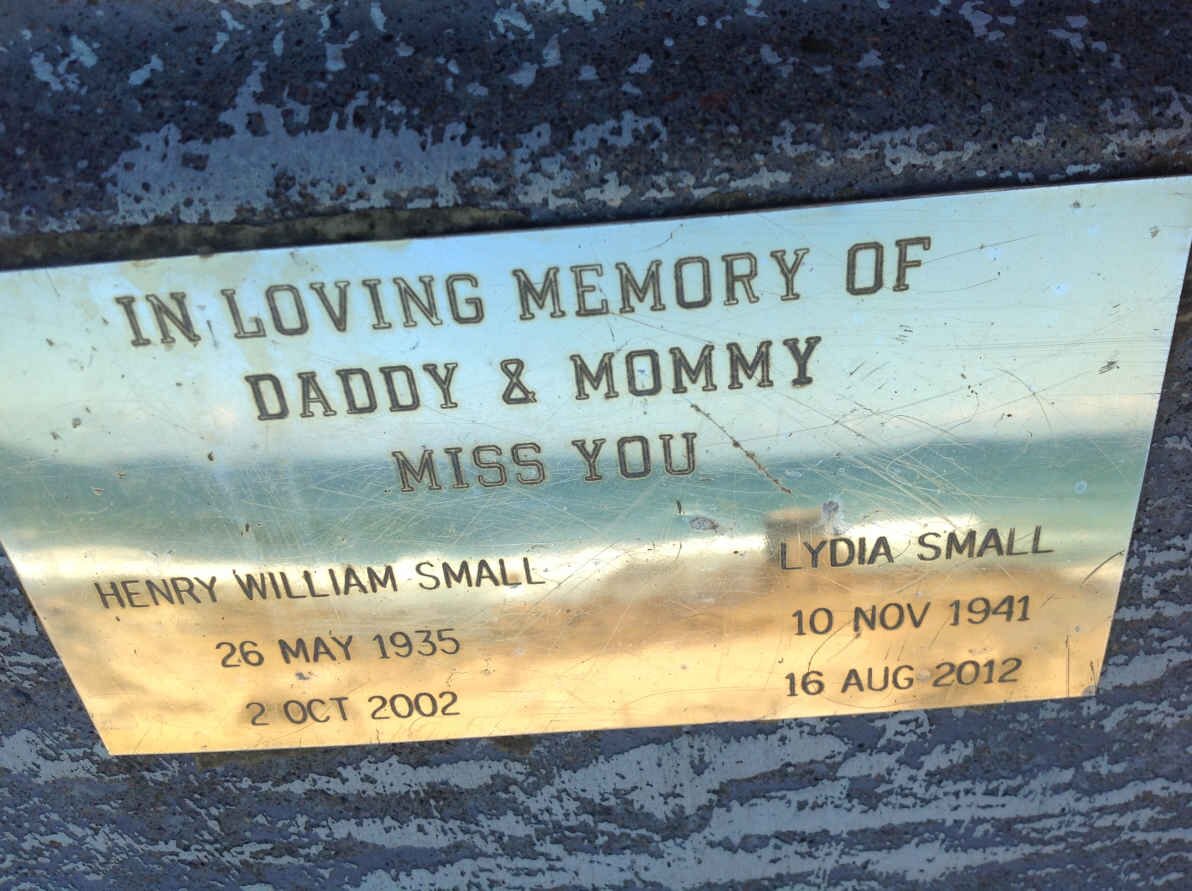 IN LOVING MEMORY OF
DADDY & MOMMY
MISS YOU
HENRY WILLIAM SMALL
26 MAY 1935
2 OCT 2002
LYDIA SMALL
10 NOV 1941
16 AUG 2012